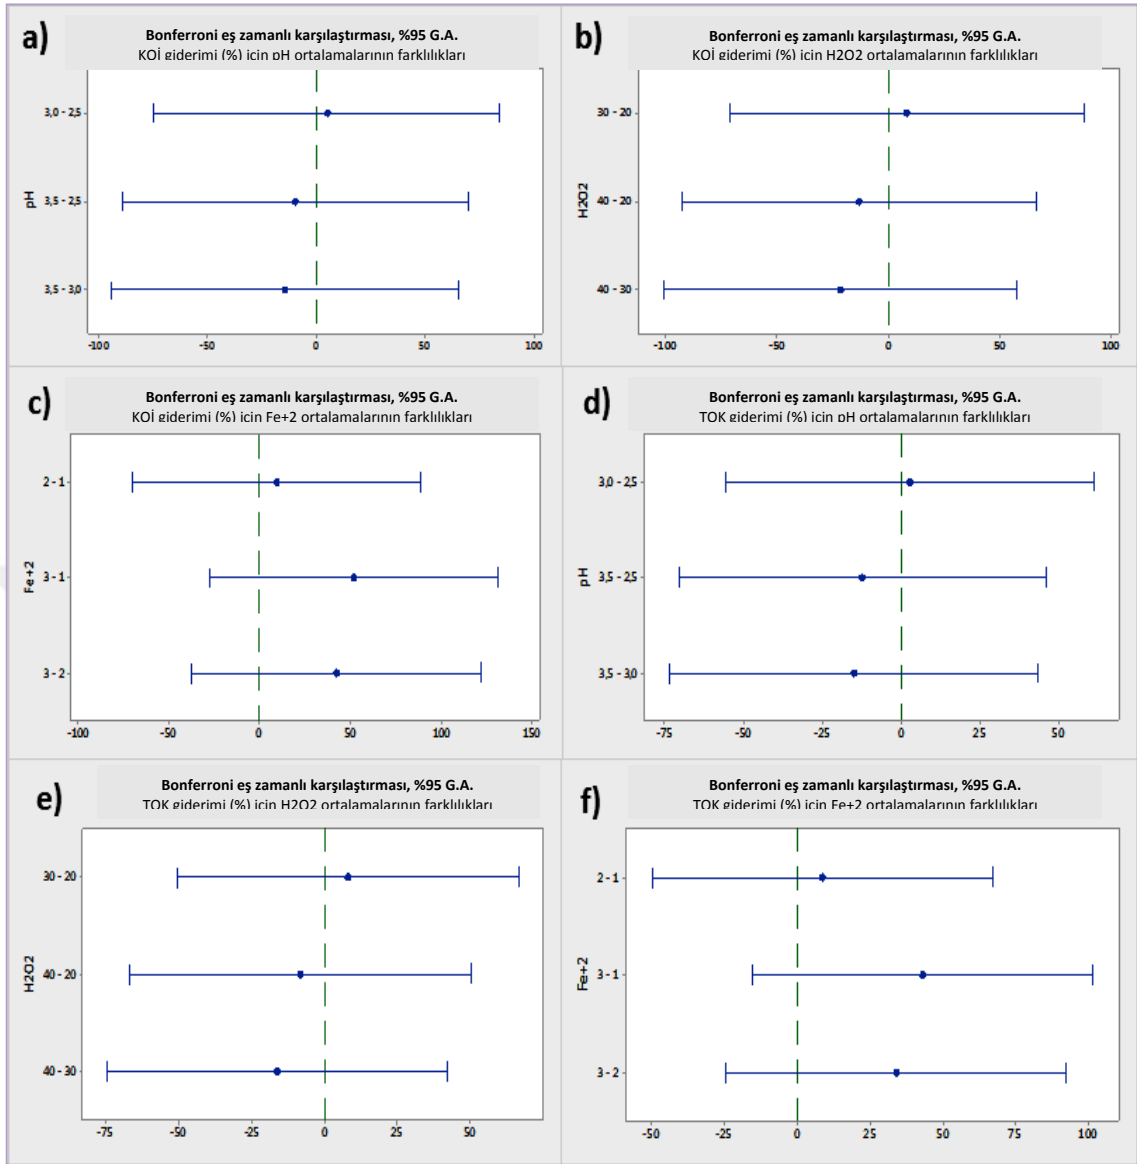 a)
Bonferroni eş zamanlı karşılaştırması, %95 G.A.
KOİ giderimi (%) için pH ortalamalarının farklılıkları
pH
3,0 - 2,5
3,5 - 2,5
3,5 - 3,0
-100 -50 0 50 100
b)
Bonferroni eş zamanlı karşılaştırması, %95 G.A.
KOİ giderimi (%) için H2O2 ortalamalarının farklılıkları
H2O2
30 - 20
40 - 20
40 - 30
-100 -50 0 50 100
c)
Bonferroni eş zamanlı karşılaştırması, %95 G.A.
KOİ giderimi (%) için Fe+2 ortalamalarının farklılıkları
Fe+2
2 - 1
3 - 1
3 - 2
-100 -50 0 50 100 150
d)
Bonferroni eş zamanlı karşılaştırması, %95 G.A.
TOK giderimi (%) için pH ortalamalarının farklılıkları
pH
3,0 - 2,5
3,5 - 2,5
3,5 - 3,0
-75 -50 -25 0 25 50
e)
Bonferroni eş zamanlı karşılaştırması, %95 G.A.
TOK giderimi (%) için H2O2 ortalamalarının farklılıkları
H2O2
30 - 20
40 - 20
40 - 30
-75 -50 -25 0 25 50
f)
Bonferroni eş zamanlı karşılaştırması, %95 G.A.
TOK giderimi (%) için Fe+2 ortalamalarının farklılıkları
Fe+2
2 - 1
3 - 1
3 - 2
-50 -25 0 25 50 75 100